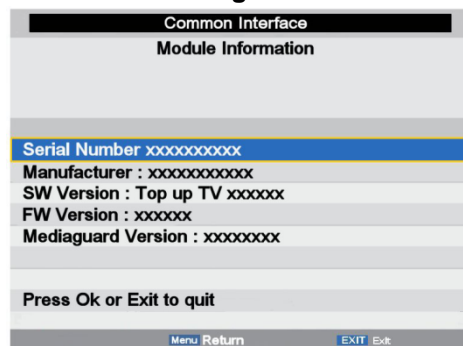 Common Interface
Module Information
Serial Number xxxxxxxxxx
Manufacturer : xxxxxxxxxxx
SW Version : Top up TV xxxxxx
FW Version : xxxxxx
Mediaguard Version : xxxxxxxx
Press Ok or Exit to quit
Menu Return EXIT Exit